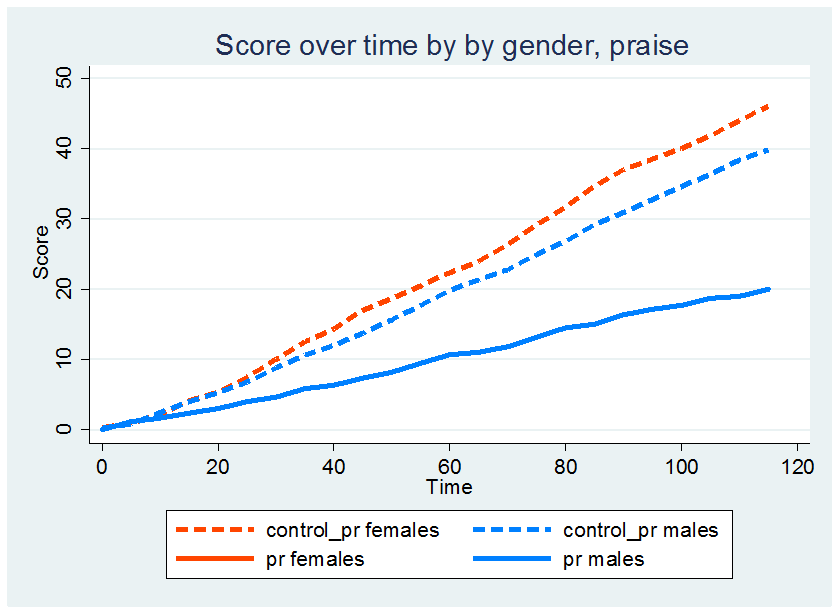 Score over time by by gender, praise
50
40
30
20
10
0
Score
0 20 40 60 80 100 120
Time
control_pr females control_pr males
pr females pr males